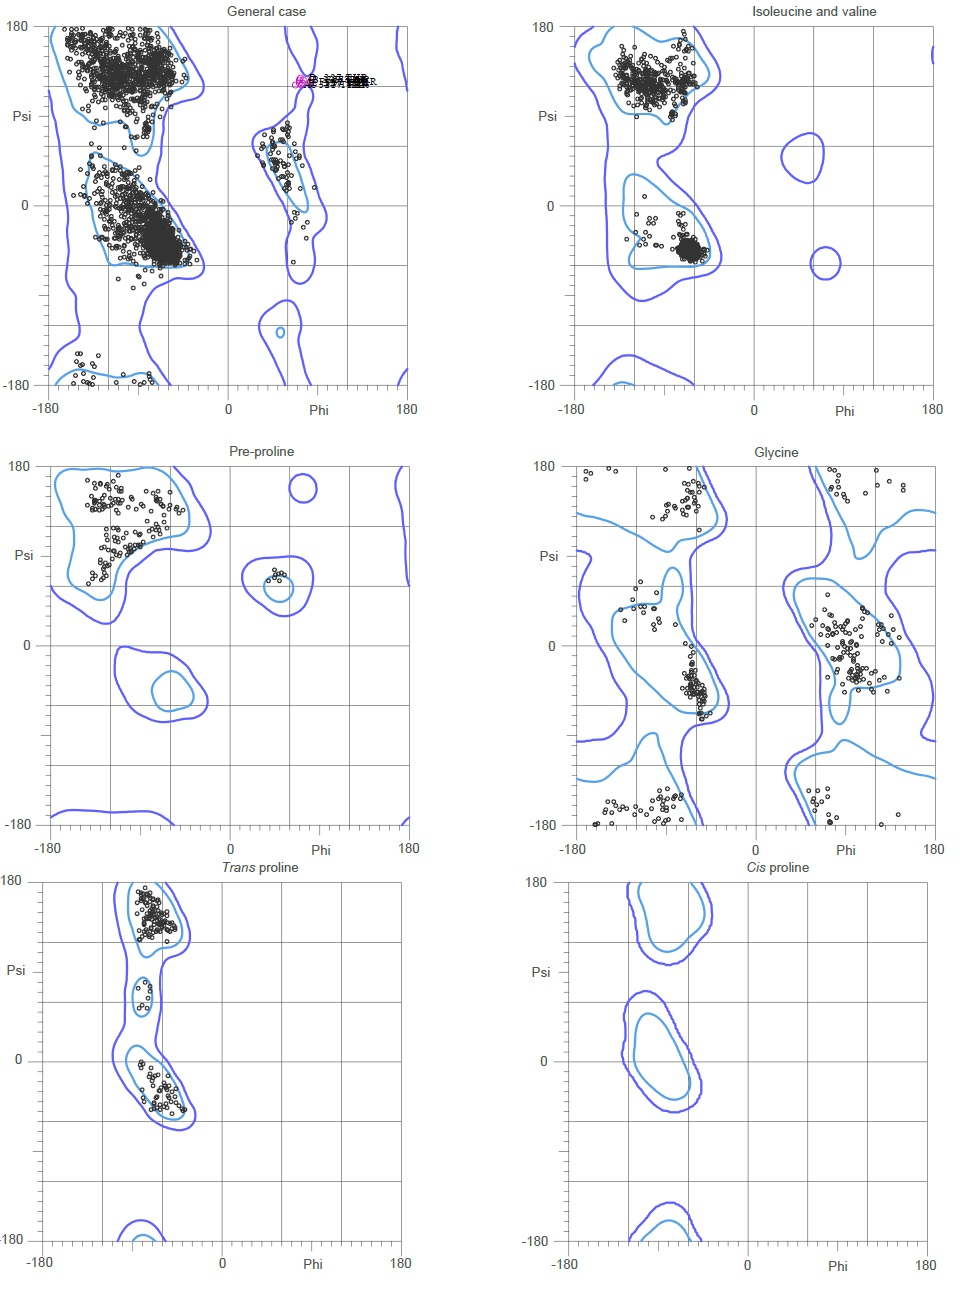 General case
Isoleucine and valine
180
180
Psi
Psi
0
0
-180
-180
-180
0
Phi
180
-180
0
Phi
180
Pre-proline
Glycine
180
180
Psi
Psi
0
0
-180
-180
-180
0
Phi
180
-180
0
Phi
180
Trans proline
Cis proline
180
180
Psi
Psi
0
0
-180
-180
-180
0
Phi
180
-180
0
Phi
180